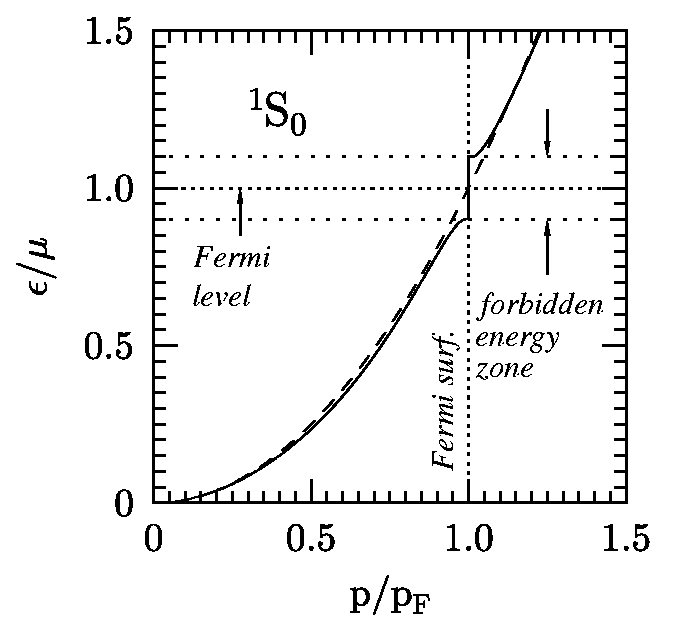 1.5
¹S₀
1.0
Fermi
level
ϵ/μ
forbidden
energy
zone
0.5
Fermi surf.
0
0 0.5 1.0 1.5
p/p_F